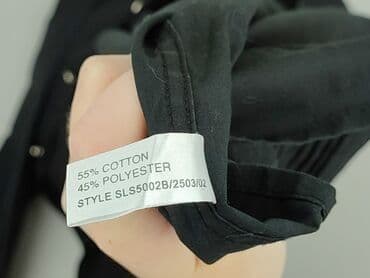 55% COTTON
45% POLYESTER
STYLE SLS5002B/2503/02